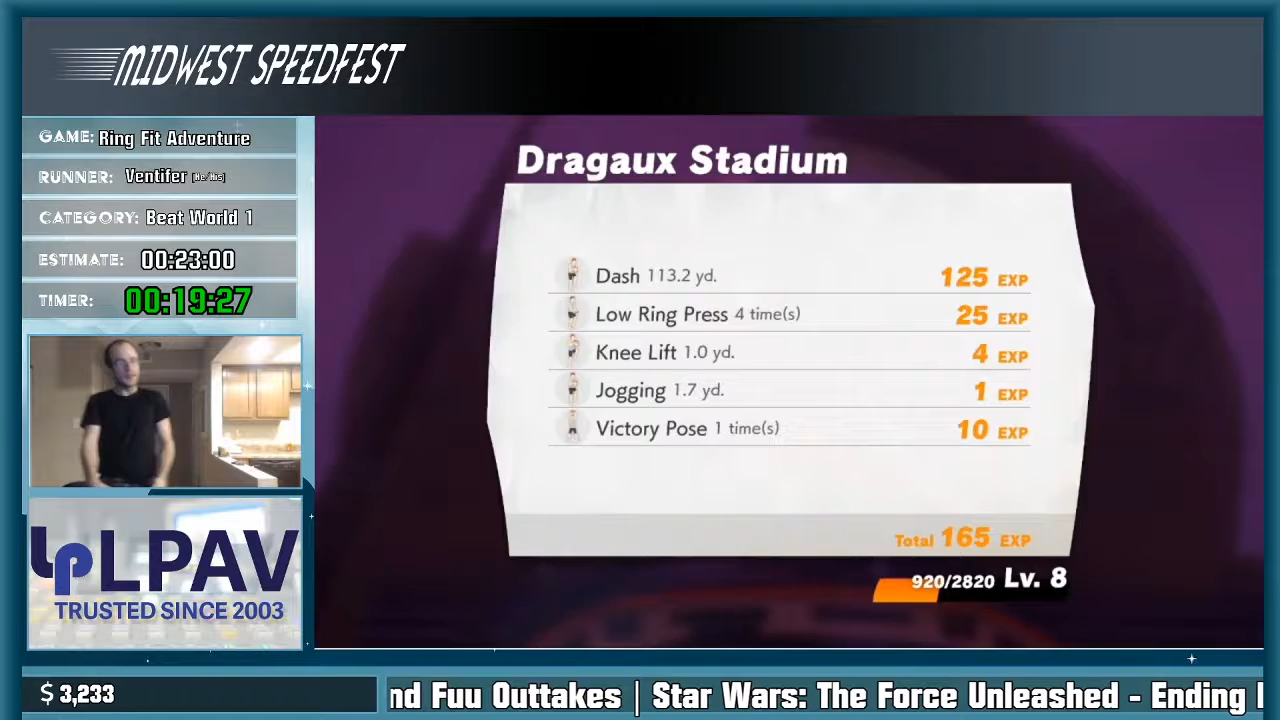 MIDWEST SPEEDFEST
GAME: Ring Fit Adventure
RUNNER: Ventifer [He/His]
CATEGORY: Beat World 1
ESTIMATE: 00:23:00
TIMER: 00:19:27
Dragaux Stadium
Dash 113.2 yd. 125 EXP
Low Ring Press 4 time(s) 25 EXP
Knee Lift 1.0 yd. 4 EXP
Jogging 1.7 yd. 1 EXP
Victory Pose 1 time(s) 10 EXP
Total 165 EXP
920/2820 Lv. 8
LP LPAV
TRUSTED SINCE 2003
$ 3,233
nd Fuu Outtakes | Star Wars: The Force Unleashed - Ending